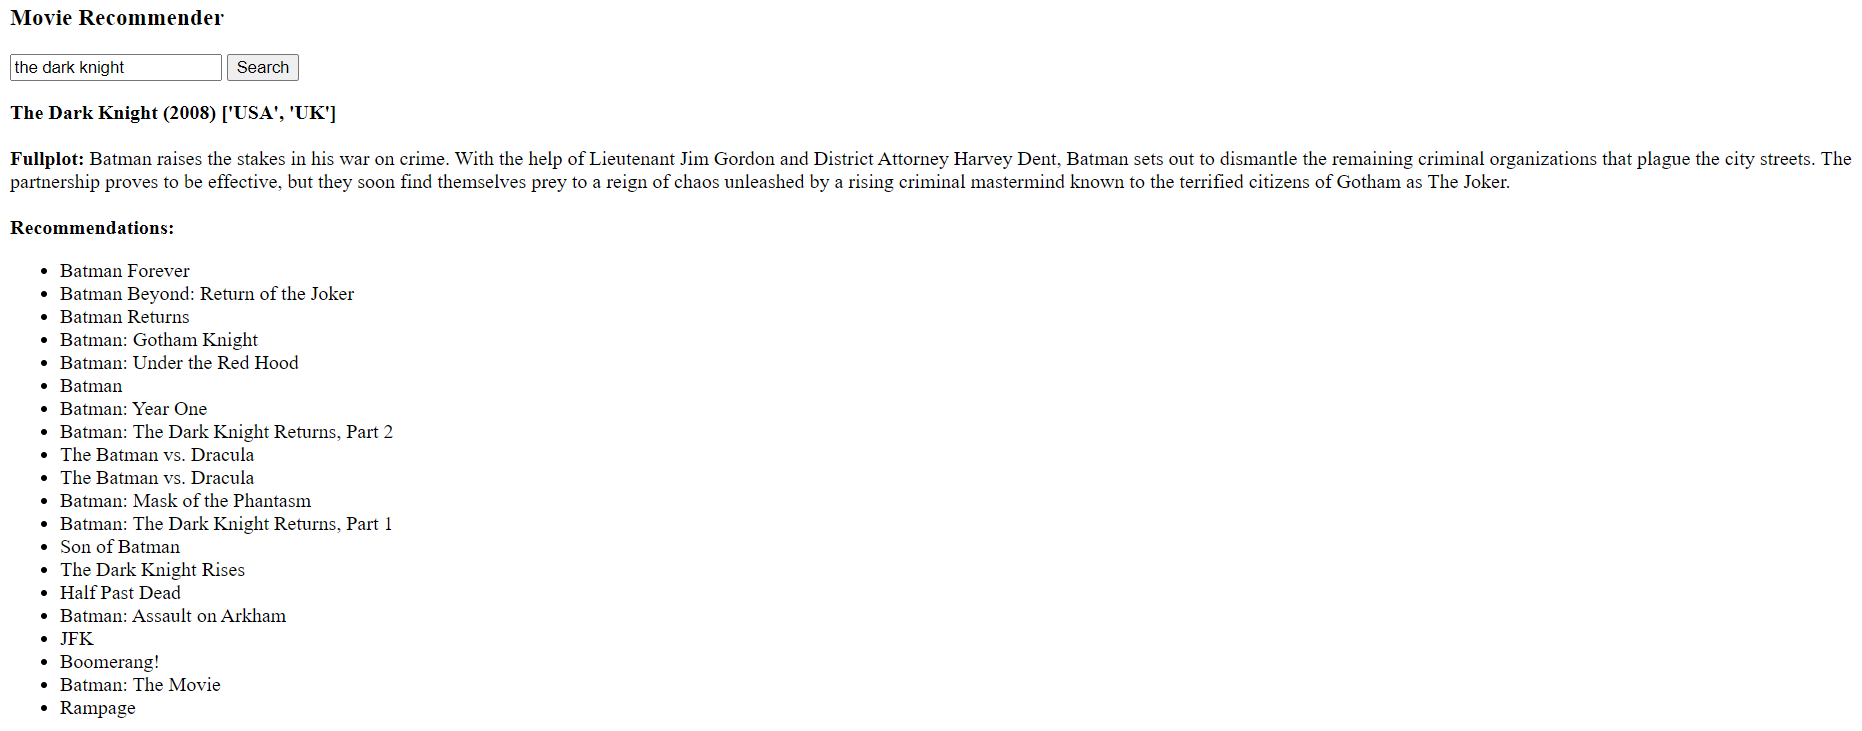 Movie Recommender
the dark knight Search
The Dark Knight (2008) ['USA', 'UK']
Fullplot: Batman raises the stakes in his war on crime. With the help of Lieutenant Jim Gordon and District Attorney Harvey Dent, Batman sets out to dismantle the remaining criminal organizations that plague the city streets. The
partnership proves to be effective, but they soon find themselves prey to a reign of chaos unleashed by a rising criminal mastermind known to the terrified citizens of Gotham as The Joker.
Recommendations:
• Batman Forever
• Batman Beyond: Return of the Joker
• Batman Returns
• Batman: Gotham Knight
• Batman: Under the Red Hood
• Batman
• Batman: Year One
• Batman: The Dark Knight Returns, Part 2
• The Batman vs. Dracula
• The Batman vs. Dracula
• Batman: Mask of the Phantasm
• Batman: The Dark Knight Returns, Part 1
• Son of Batman
• The Dark Knight Rises
• Half Past Dead
• Batman: Assault on Arkham
• JFK
• Boomerang!
• Batman: The Movie
• Rampage